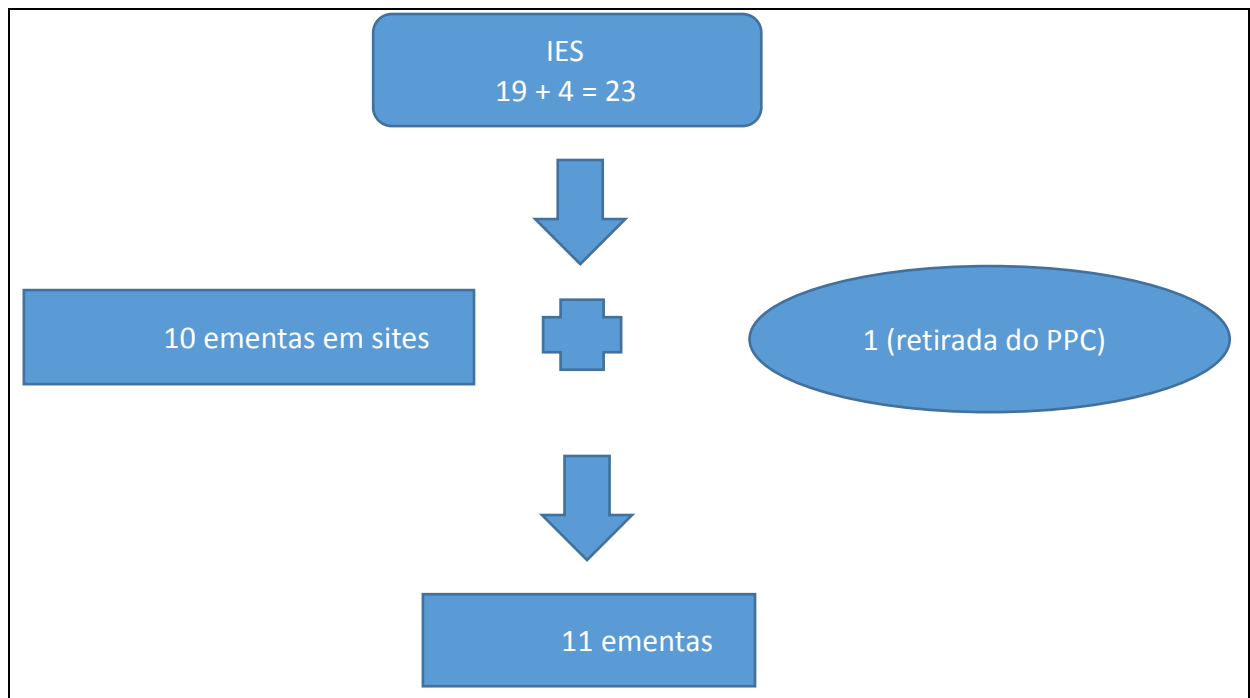 IES
19 + 4 = 23
10 ementas em sites
1 (retirada do PPC)
11 ementas